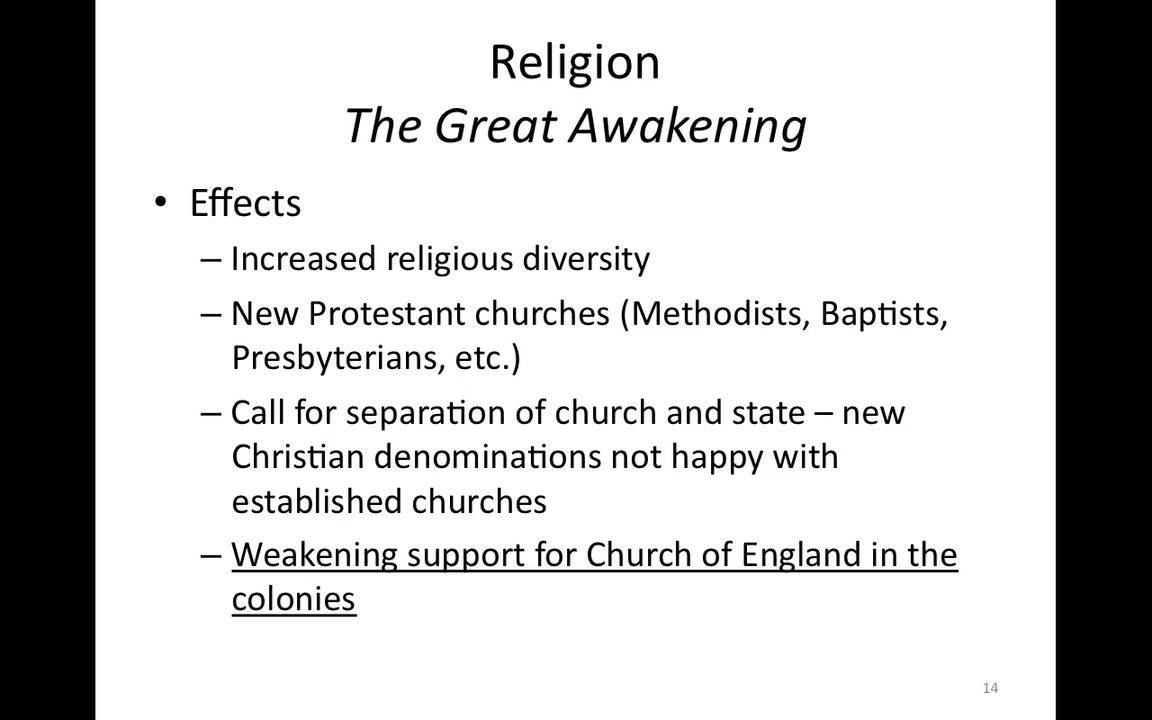 Religion
The Great Awakening
• Effects
– Increased religious diversity
– New Protestant churches (Methodists, Baptists,
Presbyterians, etc.)
– Call for separation of church and state – new
Christian denominations not happy with
established churches
– Weakening support for Church of England in the
colonies
14